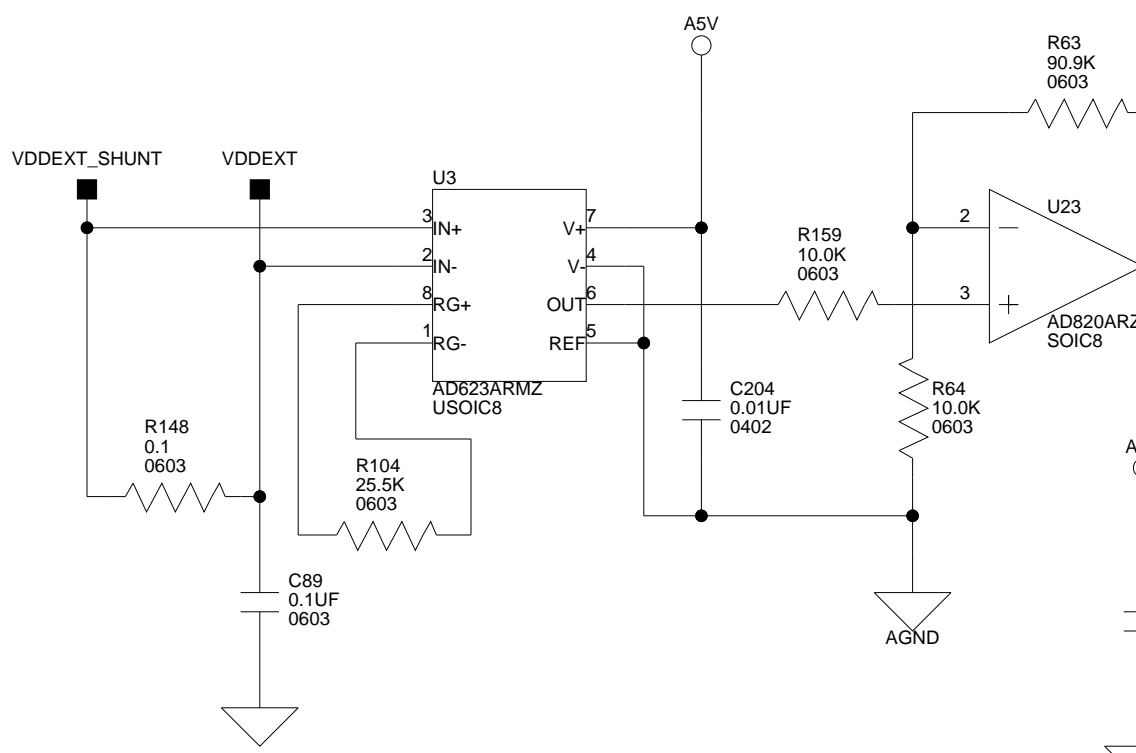 A5V
R63
90.9K
0603
VDDEXT_SHUNT
VDDEXT
U3
3
IN+
2
IN-
8
RG+
1
RG-
7
V+
4
V-
6
OUT
5
REF
AD623ARMZ
USOIC8
R159
10.0K
0603
U23
2
3
AD820ARZ
SOIC8
C204
0.01UF
0402
R64
10.0K
0603
R148
0.1
0603
R104
25.5K
0603
A
C89
0.1UF
0603
AGND